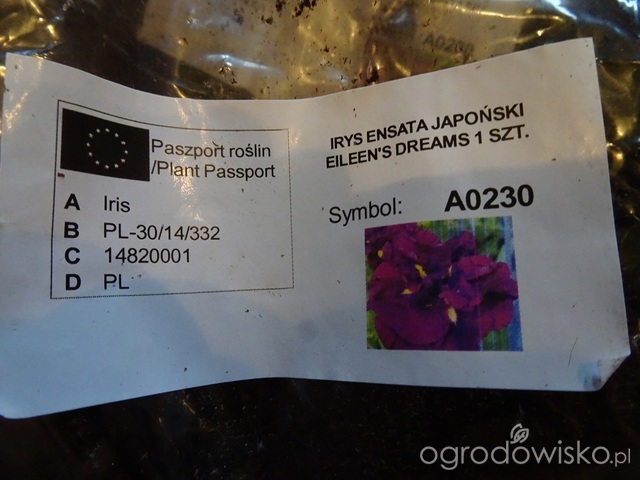 A0230
Paszport roślin
/Plant Passport
A Iris
B PL-30/14/332
C 14820001
D PL
IRYS ENSATA JAPOŃSKI
EILEEN'S DREAMS 1 SZT.
Symbol: A0230
ogrodowisko.pl